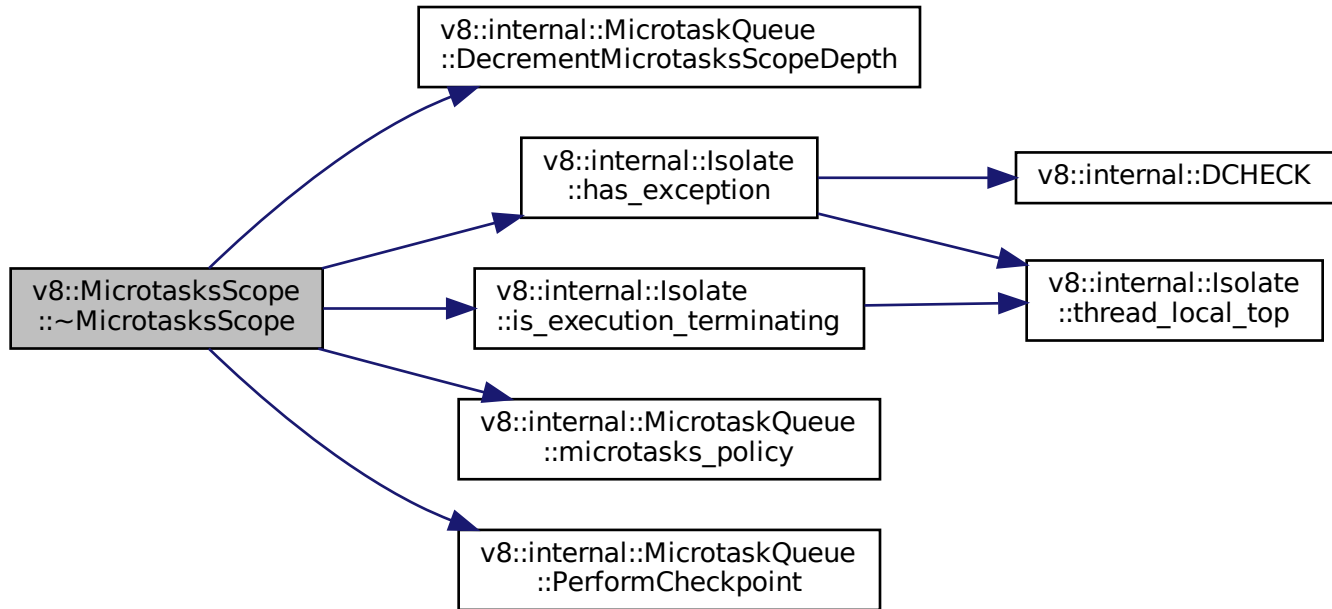 v8::internal::MicrotaskQueue
::DecrementMicrotasksScopeDepth
v8::internal::Isolate
::has_exception
v8::internal::DCHECK
v8::MicrotasksScope
::~MicrotasksScope
v8::internal::Isolate
::is_execution_terminating
v8::internal::Isolate
::thread_local_top
v8::internal::MicrotaskQueue
::microtasks_policy
v8::internal::MicrotaskQueue
::PerformCheckpoint